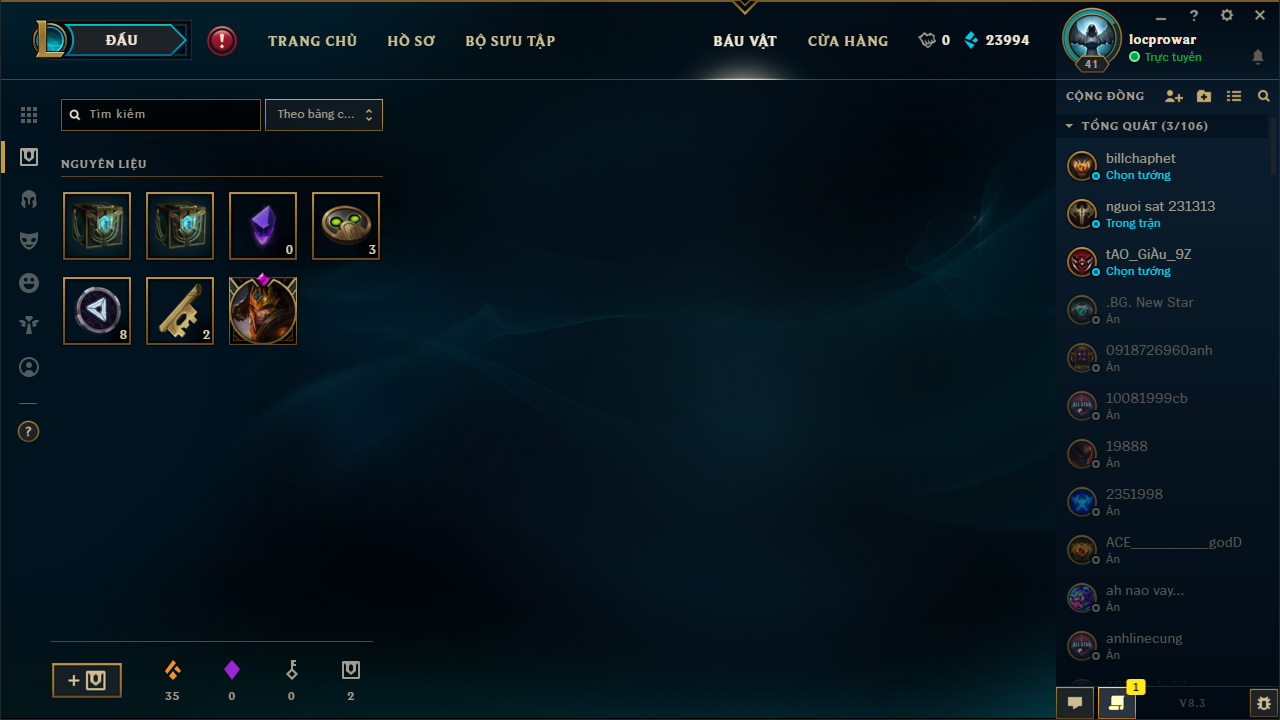 ĐẤU
TRANG CHỦ
HỒ SƠ
BỘ SƯU TẬP
BÁU VẬT
CỬA HÀNG
0
23994
?
locprowar
Trực tuyến
41
Tìm kiếm
Theo bảng c...
CỘNG ĐỒNG
TỔNG QUÁT (3/106)
NGUYÊN LIỆU
0
3
8
2
?
billchaphet
Chọn tướng
nguoi sat 231313
Trong trận
tAO_GiÀu_9Z
Chọn tướng
.BG. New Star
Ẩn
0918726960anh
Ẩn
10081999cb
Ẩn
19888
Ẩn
2351998
Ẩn
ACE__________godD
Ẩn
ah nao vay...
Ẩn
anhlinecung
Ẩn
35
0
0
2
1
V8.3